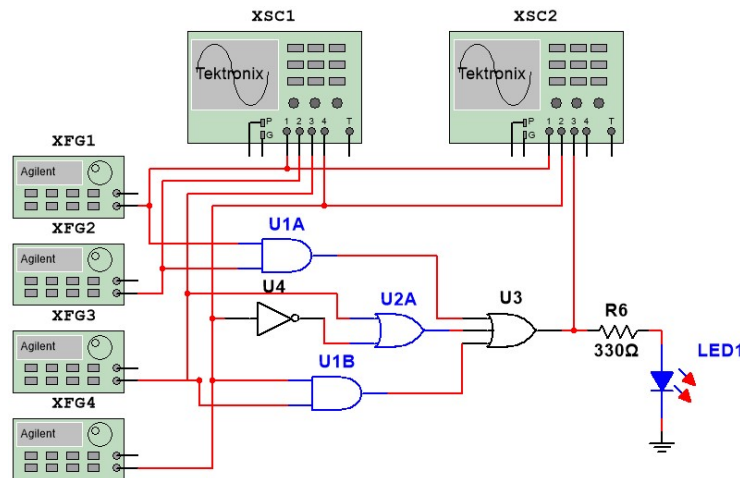 XSC1
XSC2
Tektronix
Tektronix
P
G
1 2 3 4
T
P
G
1 2 3 4
T
XFG1
Agilent
XFG2
Agilent
XFG3
Agilent
XFG4
Agilent
U1A
U4
U2A
U1B
U3
R6
330Ω
LED1